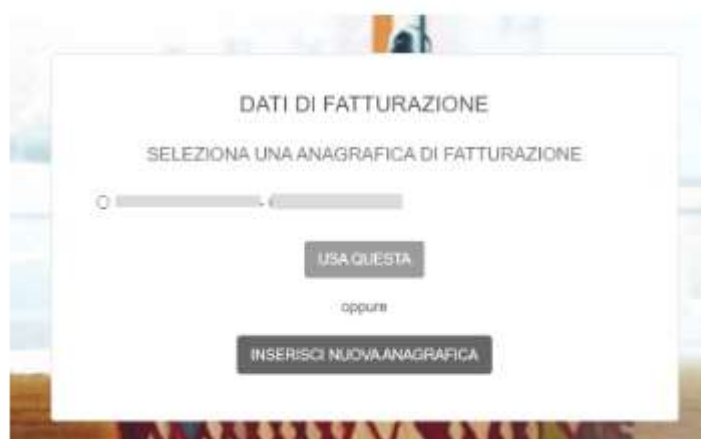 DATI DI FATTURAZIONE
SELEZIONA UNA ANAGRAFICA DI FATTURAZIONE
USA QUESTA
oppure
INSERISCI NUOVA ANAGRAFICA